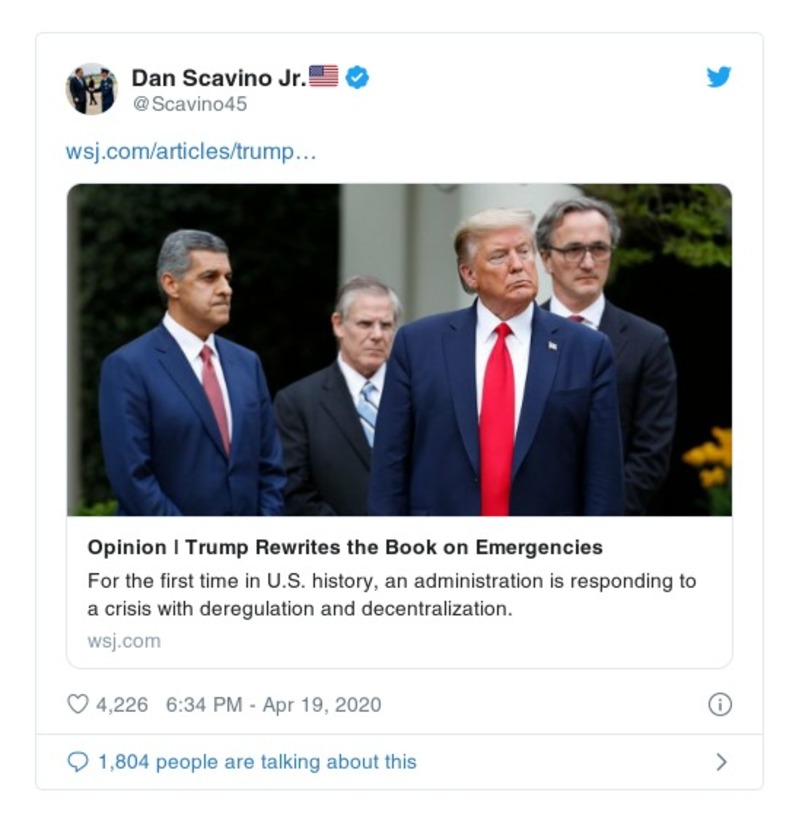 Dan Scavino Jr.🇺🇸
@Scavino45
wsj.com/articles/trump…
Opinion | Trump Rewrites the Book on Emergencies
For the first time in U.S. history, an administration is responding to
a crisis with deregulation and decentralization.
wsj.com
4,226 6:34 PM - Apr 19, 2020
1,804 people are talking about this